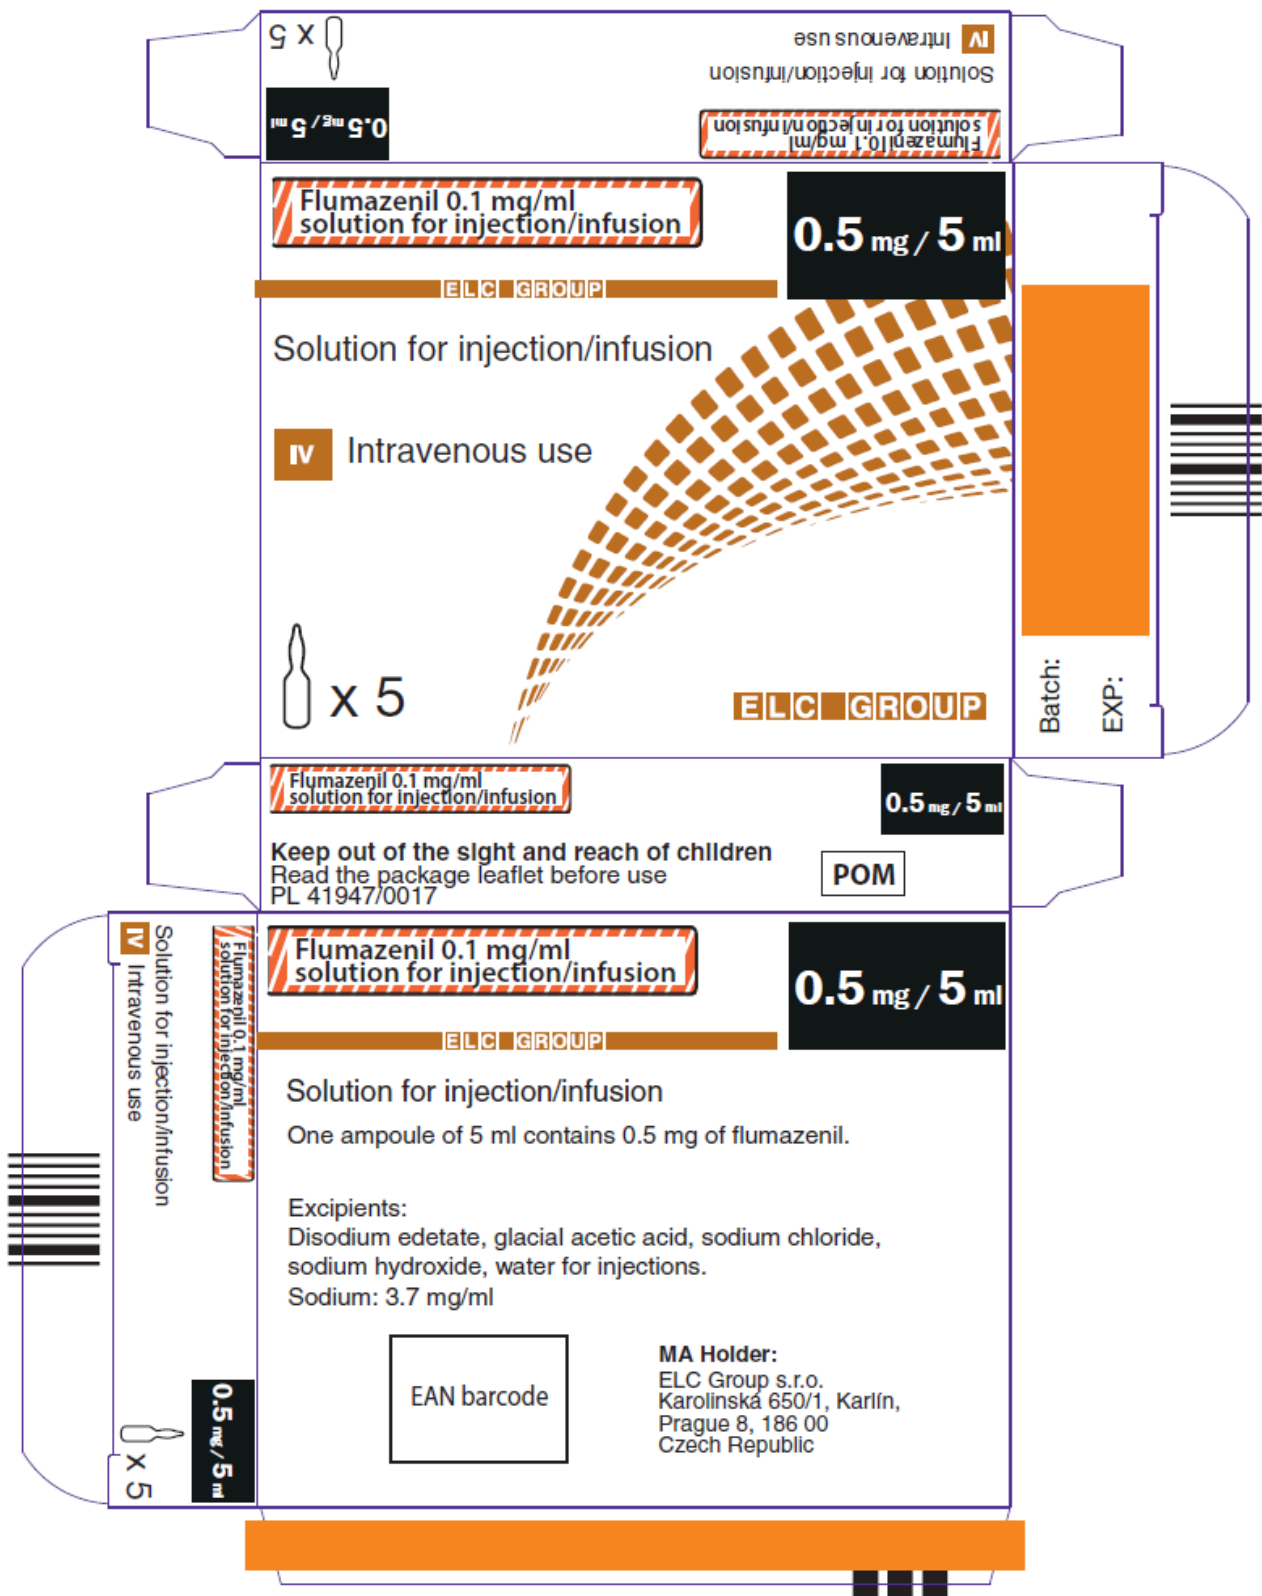 x 5
IV Intravenous use
Solution for injection/infusion
0.5 mg / 5 ml
Flumazenil 0.1 mg/ml
solution for injection/infusion
Flumazenil 0.1 mg/ml
solution for injection/infusion
0.5 mg / 5 ml
ELC GROUP
Solution for injection/infusion
IV Intravenous use
x 5
ELC GROUP
Batch:
EXP:
Flumazenil 0.1 mg/ml
solution for injection/infusion
0.5 mg / 5 ml
Keep out of the sight and reach of children
Read the package leaflet before use
PL 41947/0017
POM
Flumazenil 0.1 mg/ml
solution for injection/infusion
Solution for injection/infusion
IV Intravenous use
0.5 mg / 5 ml
x 5
Flumazenil 0.1 mg/ml
solution for injection/infusion
0.5 mg / 5 ml
ELC GROUP
Solution for injection/infusion
One ampoule of 5 ml contains 0.5 mg of flumazenil.
Excipients:
Disodium edetate, glacial acetic acid, sodium chloride,
sodium hydroxide, water for injections.
Sodium: 3.7 mg/ml
EAN barcode
MA Holder:
ELC Group s.r.o.
Karolinská 650/1, Karlín,
Prague 8, 186 00
Czech Republic